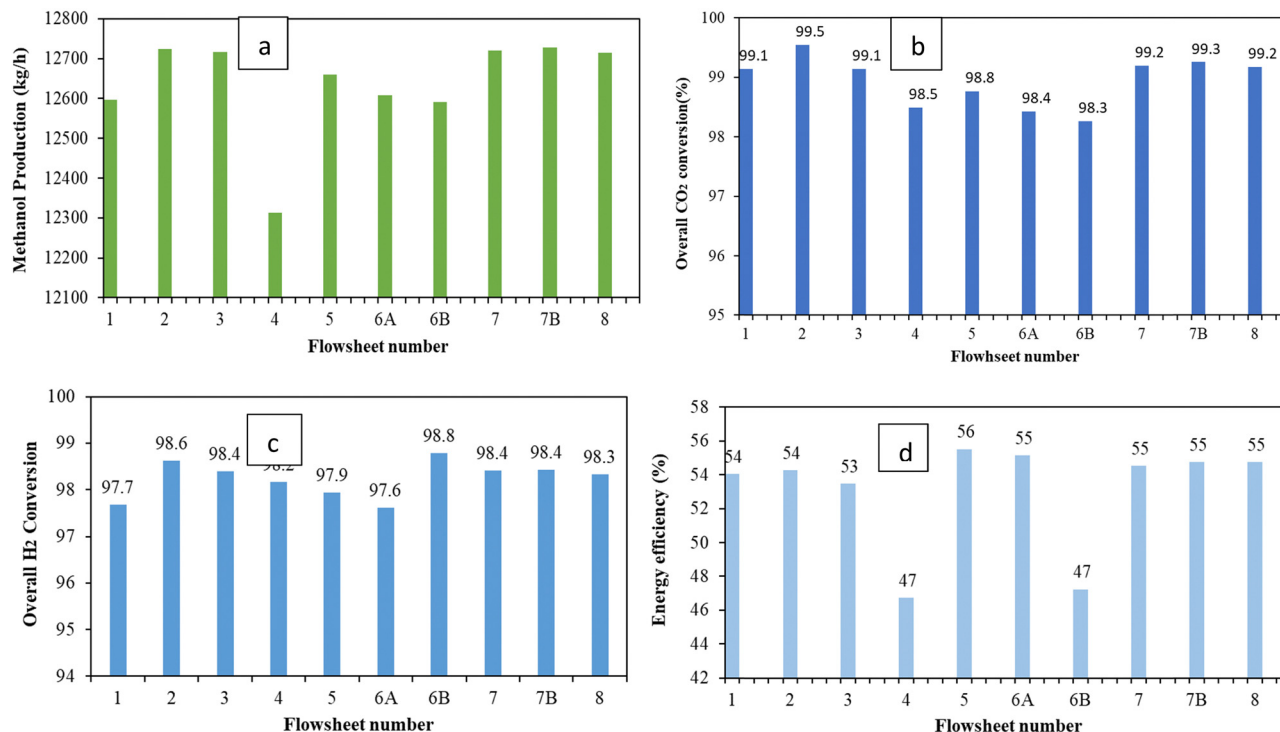 a
Methanol Production (kg/h)
12800
12700
12600
12500
12400
12300
12200
12100
1 2 3 4 5 6A 6B 7 7B 8
Flowsheet number
b
Overall CO2 conversion(%)
100
99
98
97
96
95
99.1 99.5 99.1 98.5 98.8 98.4 98.3 99.2 99.3 99.2
1 2 3 4 5 6A 6B 7 7B 8
Flowhseet number
c
Overall H2 Conversion
100
99
98
97
96
95
94
97.7 98.6 98.4 98.2 97.9 97.6 98.8 98.4 98.4 98.3
1 2 3 4 5 6A 6B 7 7B 8
Flowsheet number
d
Energy efficiency (%)
58
56
54
52
50
48
46
44
42
54 54 53 47 56 55 47 55 55 55
1 2 3 4 5 6A 6B 7 7B 8
Flowsheet number